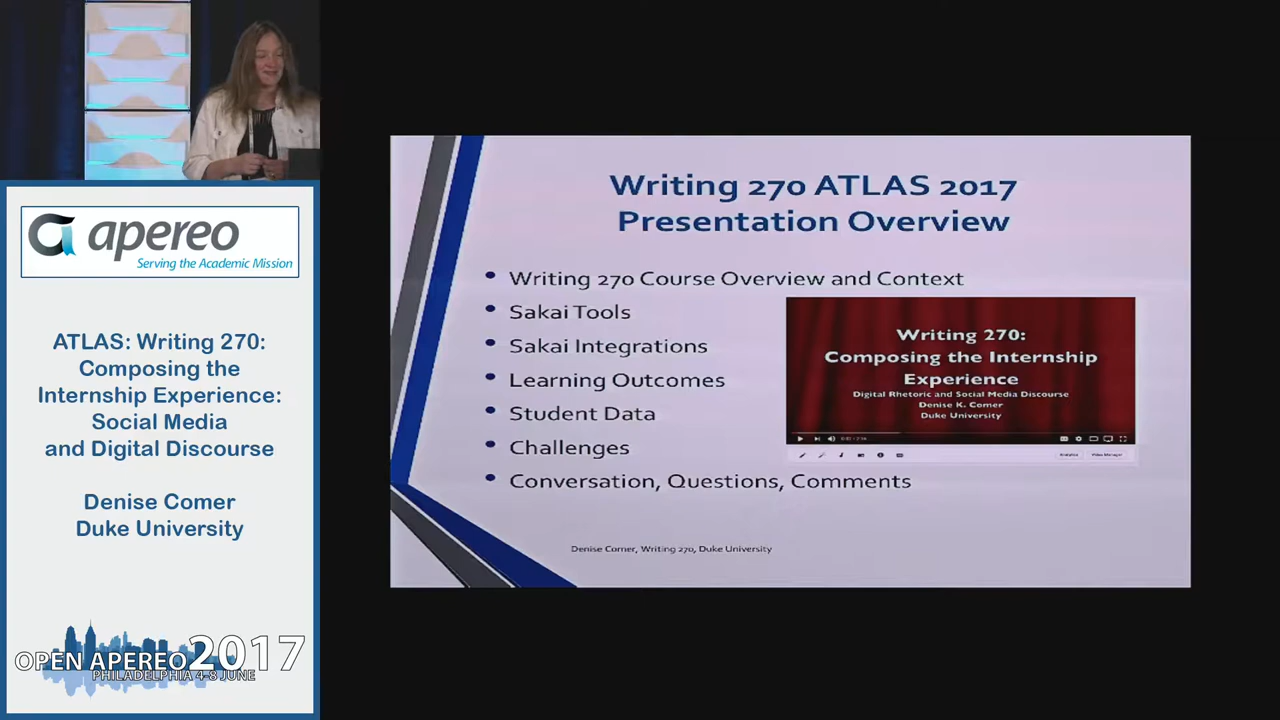 apereo
Serving the Academic Mission
ATLAS: Writing 270:
Composing the
Internship Experience:
Social Media
and Digital Discourse
Denise Comer
Duke University
OPEN APEREO 2017
PHILADELPHIA 4-8 JUNE
Writing 270 ATLAS 2017
Presentation Overview
Writing 270 Course Overview and Context
Sakai Tools
Sakai Integrations
Learning Outcomes
Student Data
Challenges
Conversation, Questions, Comments
Writing 270:
Composing the Internship
Experience
Digital Rhetoric and Social Media Discourse
Denise K. Comer
Duke University
Analytics
Video Manager
Denise Comer, Writing 270, Duke University